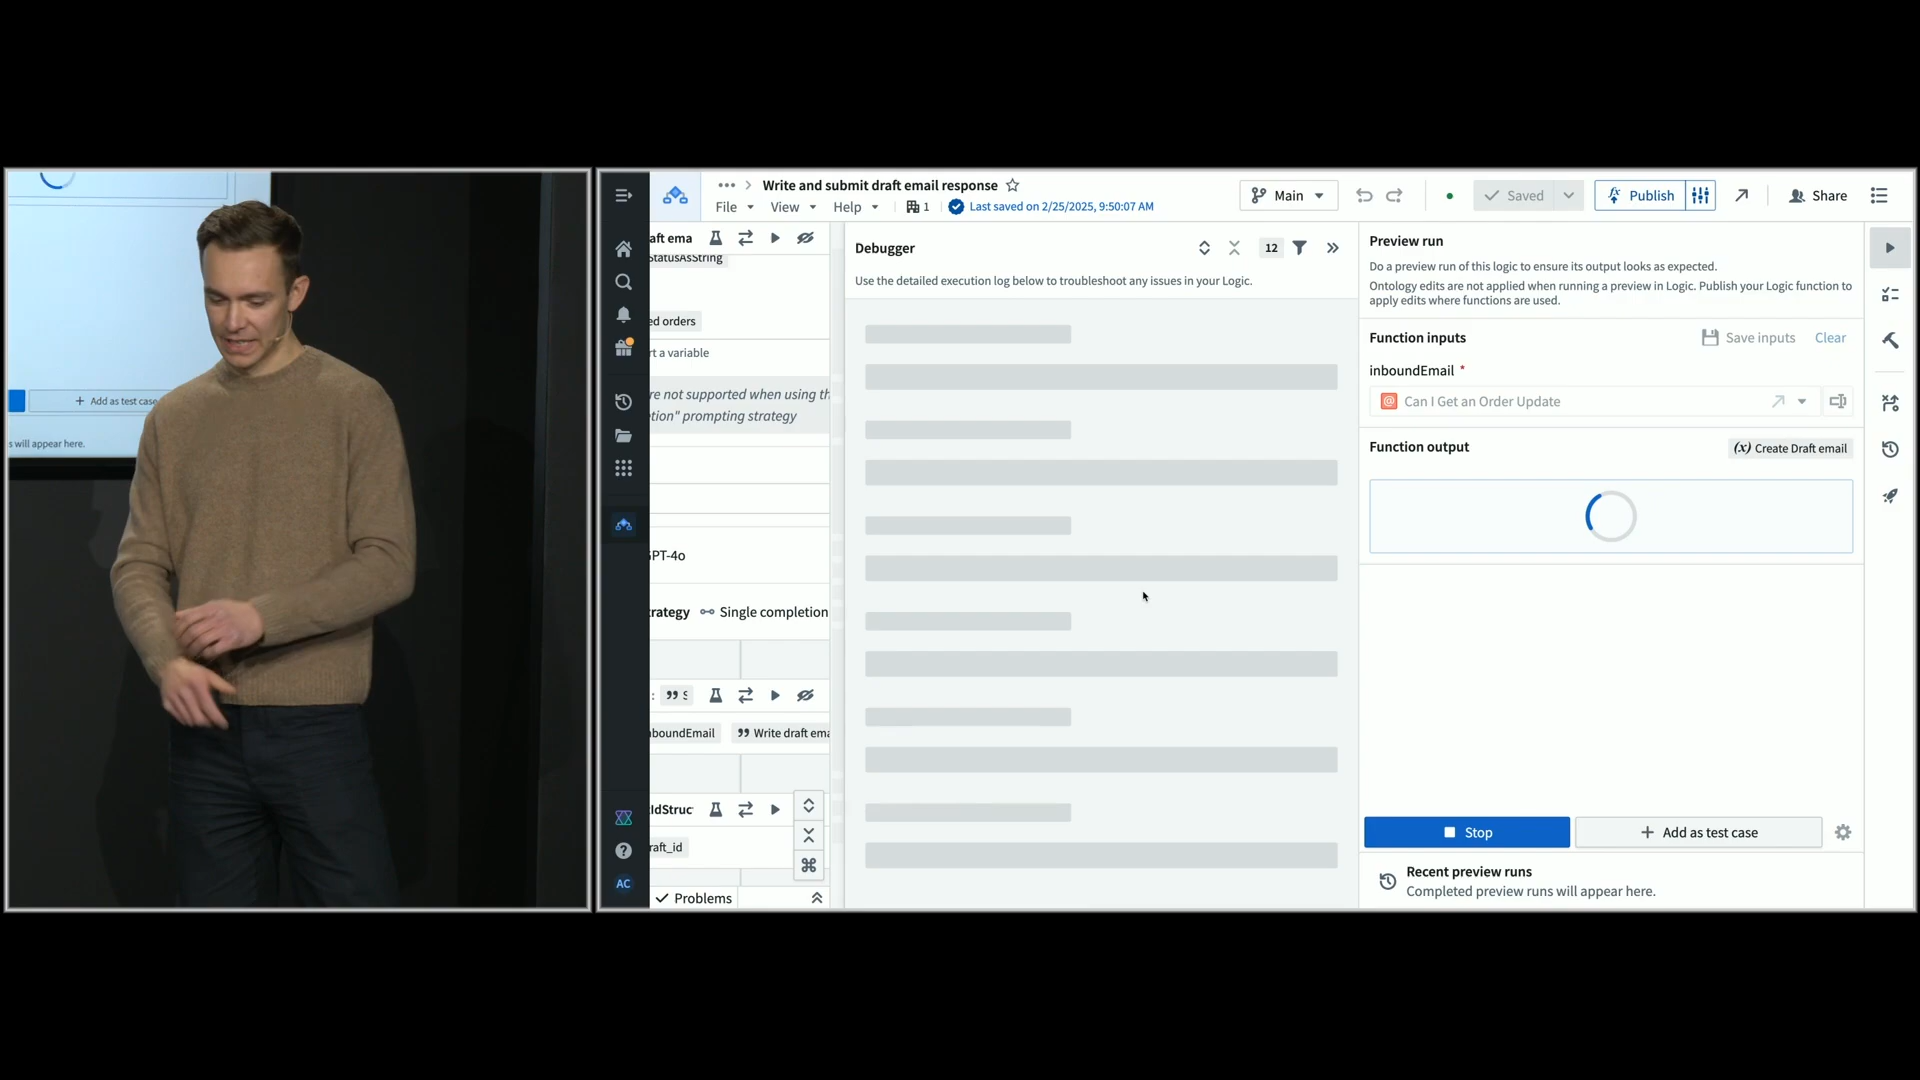 Add as test case
s will appear here.
Write and submit draft email response
File View Help 1 Last saved on 2/25/2025, 9:50:07 AM
Main
Saved
Publish
Share
aft ema
StatusAsString
ed orders
rt a variable
re not supported when using th
etion" prompting strategy
GPT-4o
rategy Single completion
: S
nboundEmail Write draft ema
IdStruc
raft_id
Problems
AC
Debugger
12
Use the detailed execution log below to troubleshoot any issues in your Logic.
Preview run
Do a preview run of this logic to ensure its output looks as expected.
Ontology edits are not applied when running a preview in Logic. Publish your Logic function to
apply edits where functions are used.
Function inputs Save inputs Clear
inboundEmail *
Can I Get an Order Update
Function output (x) Create Draft email
Stop
Add as test case
Recent preview runs
Completed preview runs will appear here.